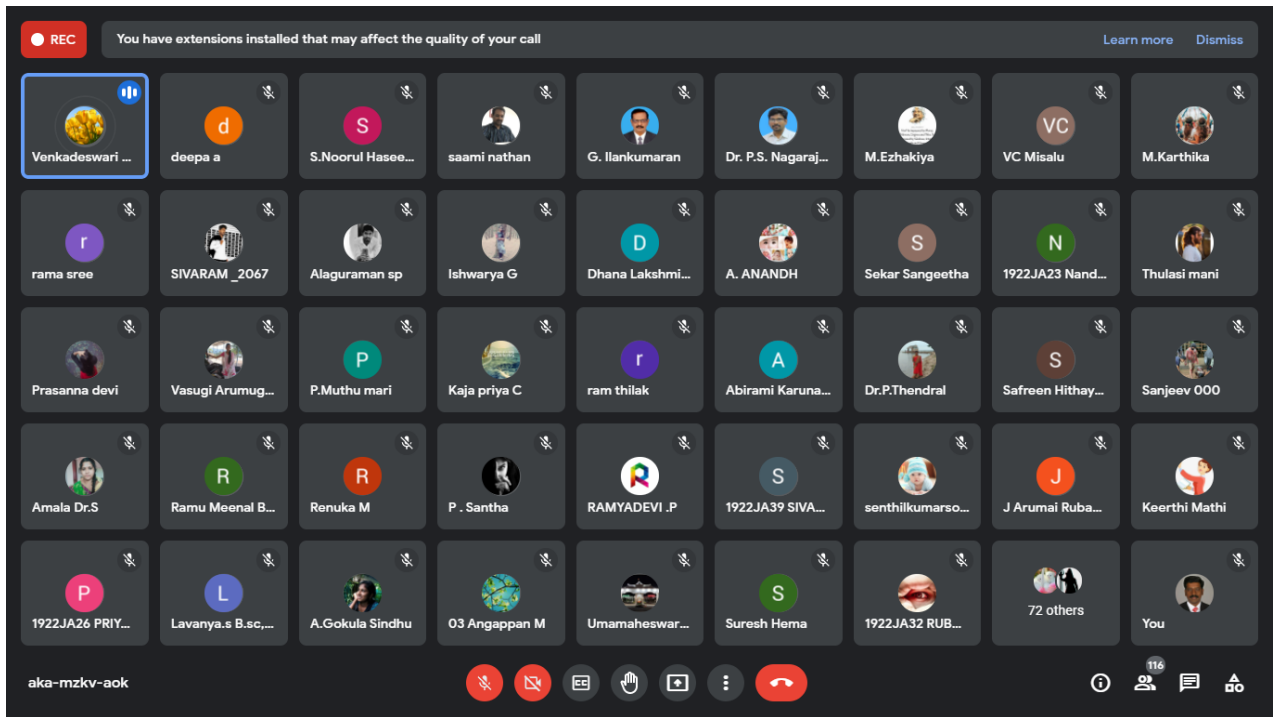 REC You have extensions installed that may affect the quality of your call Learn more Dismiss
Venkadeswari ... deepa a S.Noorul Hasee... saami nathan G. Ilankumaran Dr. P.S. Nagaraj... M.Ezhakiya VC VC Misalu M.Karthika
d S
rama sree SIVARAM _2067 Alaguraman sp Ishwarya G Dhana Lakshmi... A. ANANDH Sekar Sangeetha 1922JA23 Nand... Thulasi mani
r D S N
Prasanna devi Vasugi Arumug... P.Muthu mari Kaja priya C ram thilak Abirami Karuna... Dr.P.Thendral Safreen Hithay... Sanjeev 000
P r A S
Amala Dr.S Ramu Meenal B... Renuka M P . Santha RAMYADEVI .P 1922JA39 SIVA... senthilkumarso... J Arumai Ruba... Keerthi Mathi
R R R S J
1922JA26 PRIY... Lavanya.s B.sc,... A.Gokula Sindhu 03 Angappan M Umamaheswar... Suresh Hema 1922JA32 RUB... 72 others You
P L S
aka-mzkv-aok CC 116